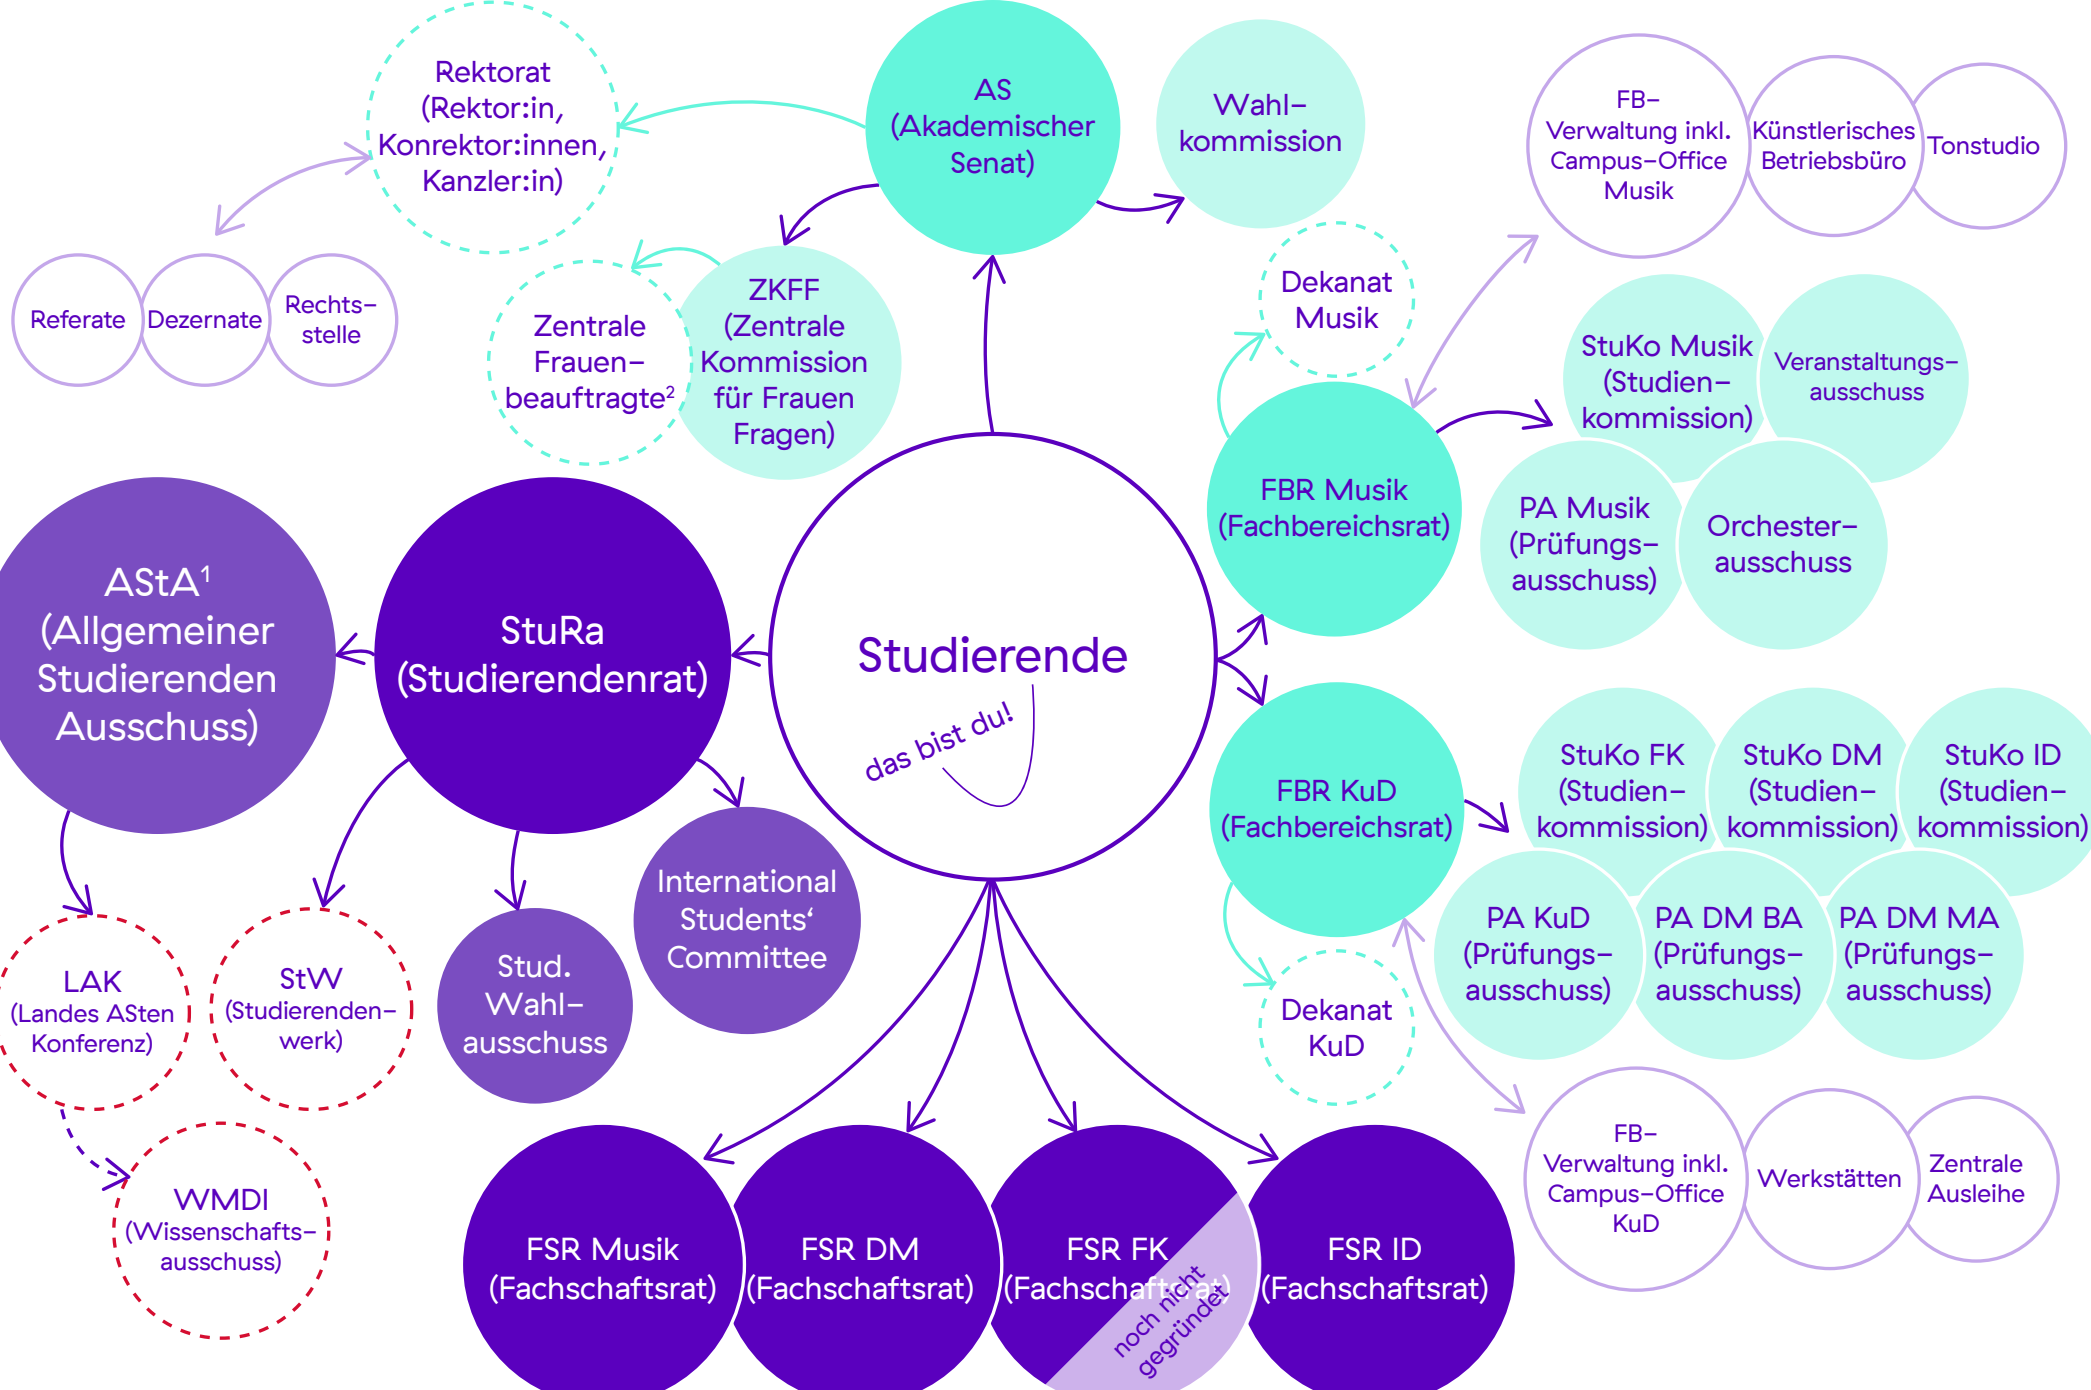 Rektorat
(Rektor:in,
Konrektor:innen,
Kanzler:in)
AS
(Akademischer
Senat)
Wahl–
kommission
FB–
Verwaltung inkl.
Campus–Office
Musik
Künstlerisches
Betriebsbüro
Tonstudio
Referate
Dezernate
Rechts–
stelle
Zentrale
Frauen–
beauftragte²
ZKFF
(Zentrale
Kommission
für Frauen
Fragen)
Dekanat
Musik
StuKo Musik
(Studien–
kommission)
Veranstaltungs–
ausschuss
FBR Musik
(Fachbereichsrat)
PA Musik
(Prüfungs–
ausschuss)
Orchester–
ausschuss
AStA¹
(Allgemeiner
Studierenden
Ausschuss)
StuRa
(Studierendenrat)
Studierende
das bist du!
FBR KuD
(Fachbereichsrat)
StuKo FK
(Studien–
kommission)
StuKo DM
(Studien–
kommission)
StuKo ID
(Studien–
kommission)
PA KuD
(Prüfungs–
ausschuss)
PA DM BA
(Prüfungs–
ausschuss)
PA DM MA
(Prüfungs–
ausschuss)
International
Students‘
Committee
Stud.
Wahl–
ausschuss
LAK
(Landes ASten
Konferenz)
StW
(Studierenden–
werk)
Dekanat
KuD
WMDI
(Wissenschafts–
ausschuss)
FSR Musik
(Fachschaftsrat)
FSR DM
(Fachschaftsrat)
FSR FK
(Fachschaftsrat)
noch nicht
gegründet
FSR ID
(Fachschaftsrat)
FB–
Verwaltung inkl.
Campus–Office
KuD
Werkstätten
Zentrale
Ausleihe